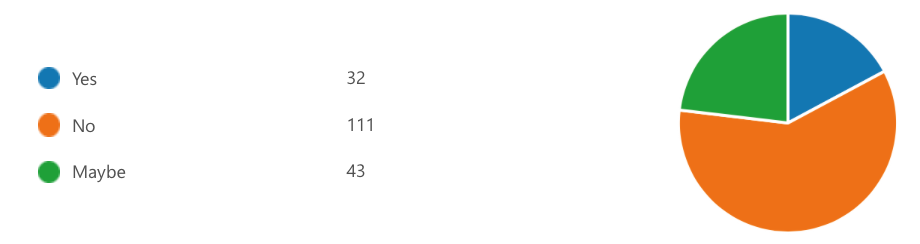 Yes 32
No 111
Maybe 43